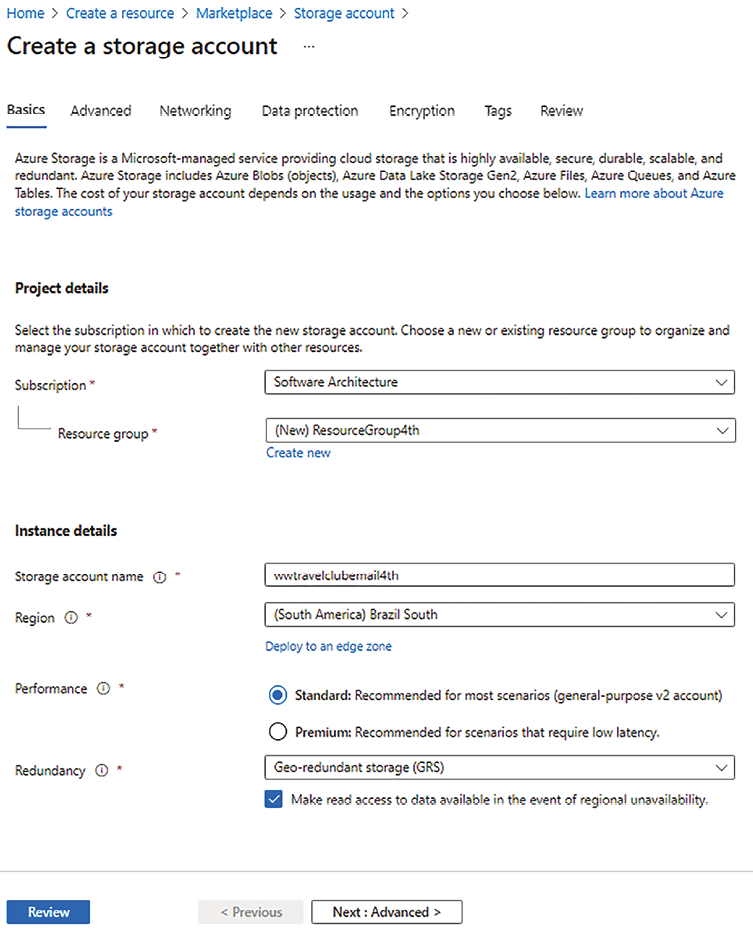 Home > Create a resource > Marketplace > Storage account >
Create a storage account ...
Basics Advanced Networking Data protection Encryption Tags Review
Azure Storage is a Microsoft-managed service providing cloud storage that is highly available, secure, durable, scalable, and
redundant. Azure Storage includes Azure Blobs (objects), Azure Data Lake Storage Gen2, Azure Files, Azure Queues, and Azure
Tables. The cost of your storage account depends on the usage and the options you choose below. Learn more about Azure
storage accounts
Project details
Select the subscription in which to create the new storage account. Choose a new or existing resource group to organize and
manage your storage account together with other resources.
Subscription * Software Architecture
Resource group * (New) ResourceGroup4th
Create new
Instance details
Storage account name * wwtravelclubemail4th
Region * (South America) Brazil South
Deploy to an edge zone
Performance * Standard: Recommended for most scenarios (general-purpose v2 account)
Premium: Recommended for scenarios that require low latency.
Redundancy * Geo-redundant storage (GRS)
Make read access to data available in the event of regional unavailability.
Review < Previous Next : Advanced >